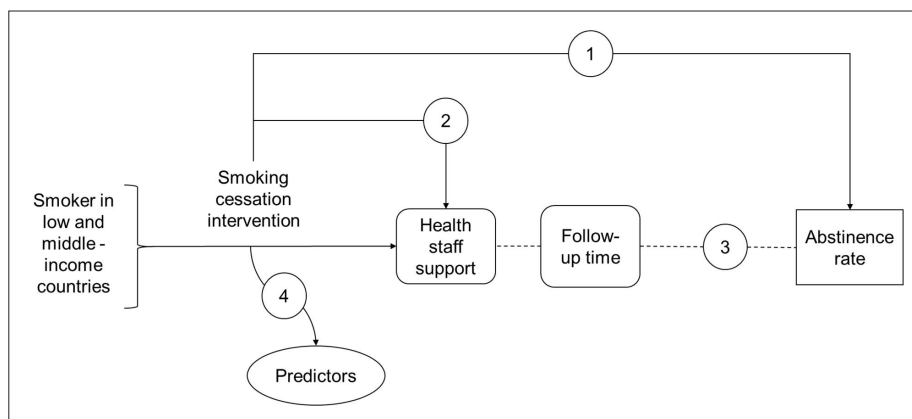 1
2
Smoking
cessation
intervention
Smoker in
low and
middle -
income
countries
Health
staff
support
Follow-
up time
3
Abstinence
rate
4
Predictors